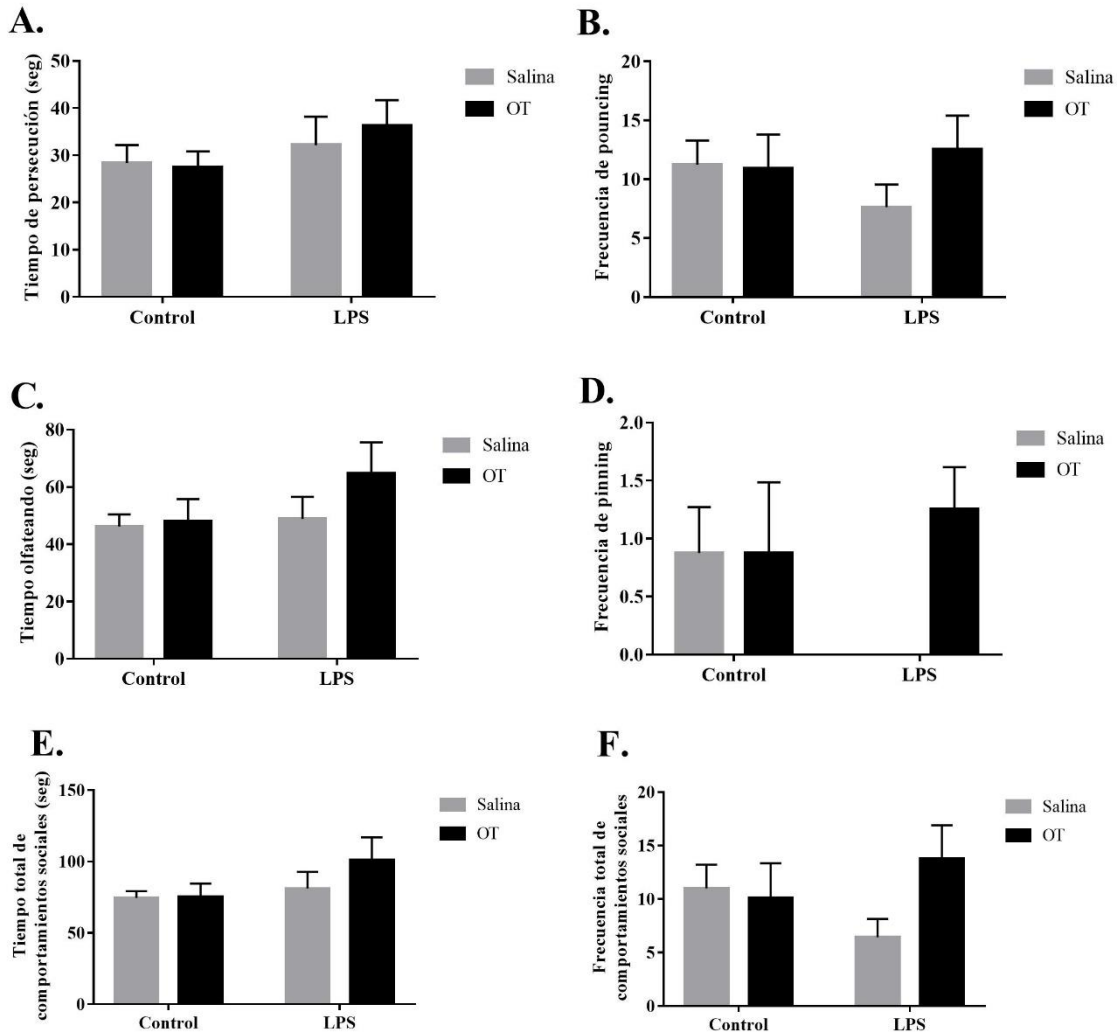 A.
Tiempo de persecución (seg)
50
40
30
20
10
0
Control
LPS
Salina
OT
B.
Frecuencia de pouncing
20
15
10
5
0
Control
LPS
Salina
OT
C.
Tiempo olfateando (seg)
80
60
40
20
0
Control
LPS
Salina
OT
D.
Frecuencia de pinning
2.0
1.5
1.0
0.5
0.0
Control
LPS
Salina
OT
E.
Tiempo total de
comportamientos sociales (seg)
150
100
50
0
Control
LPS
Salina
OT
F.
Frecuencia total de
comportamientos sociales
20
15
10
5
0
Control
LPS
Salina
OT